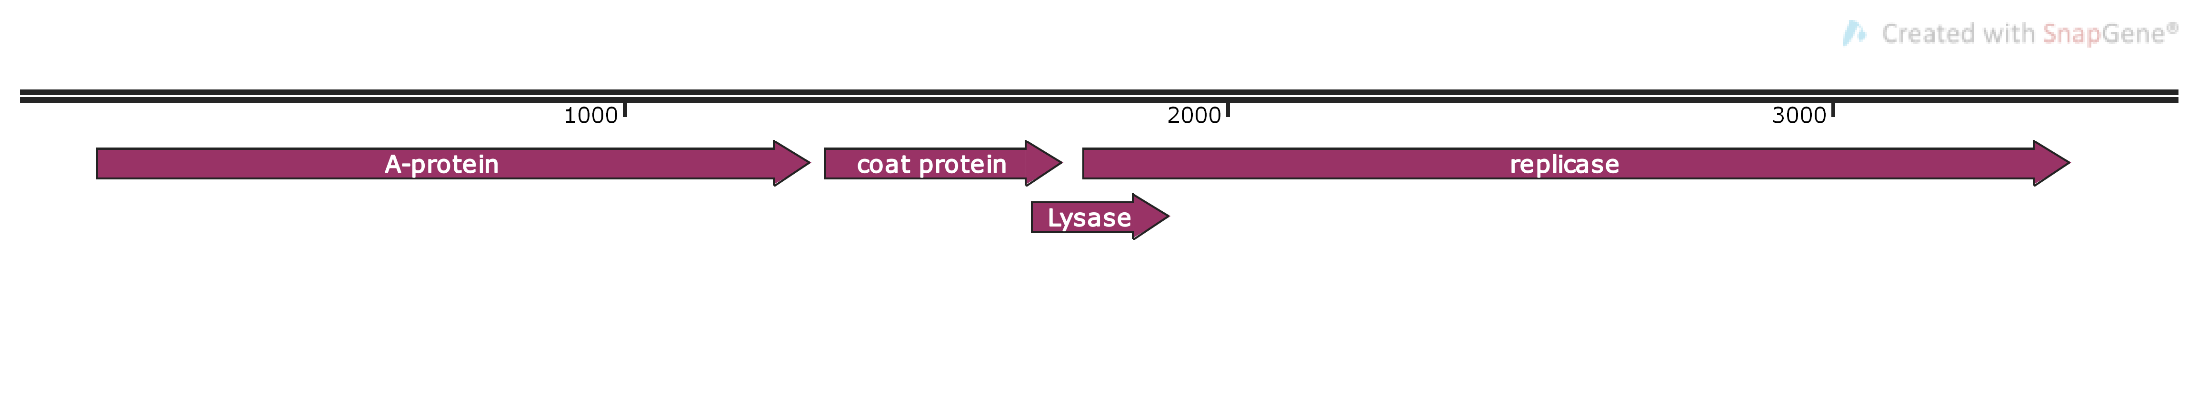 Created with SnapGene®
1000 2000 3000
A-protein coat protein replicase
Lysase